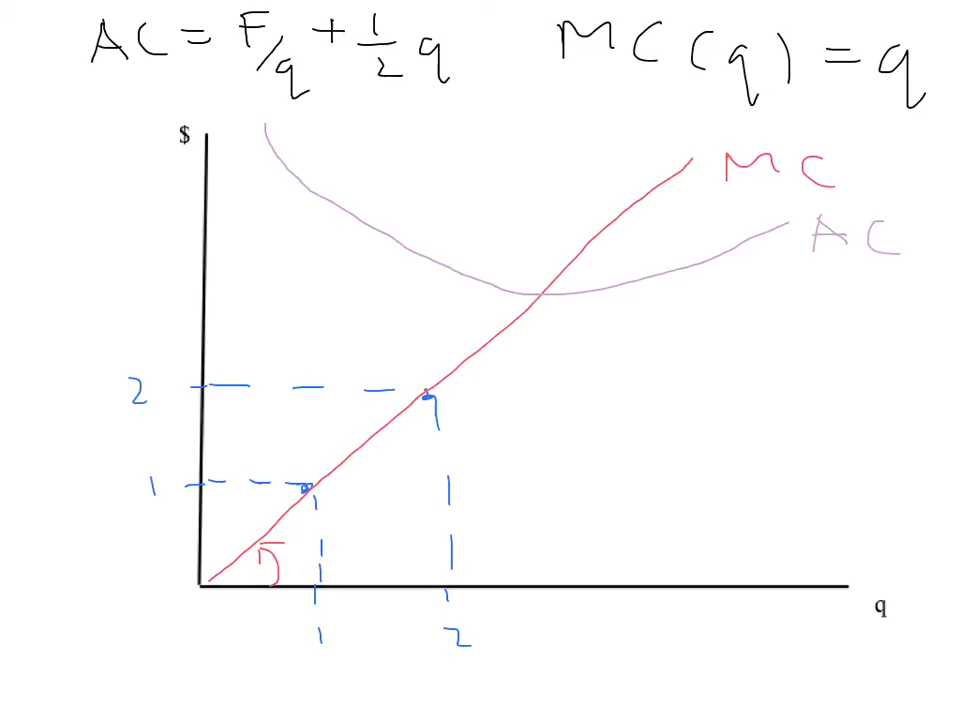 AC = F/q + 1/2 q
MC(q) = q
$
MC
AC
2
1
q
1
2